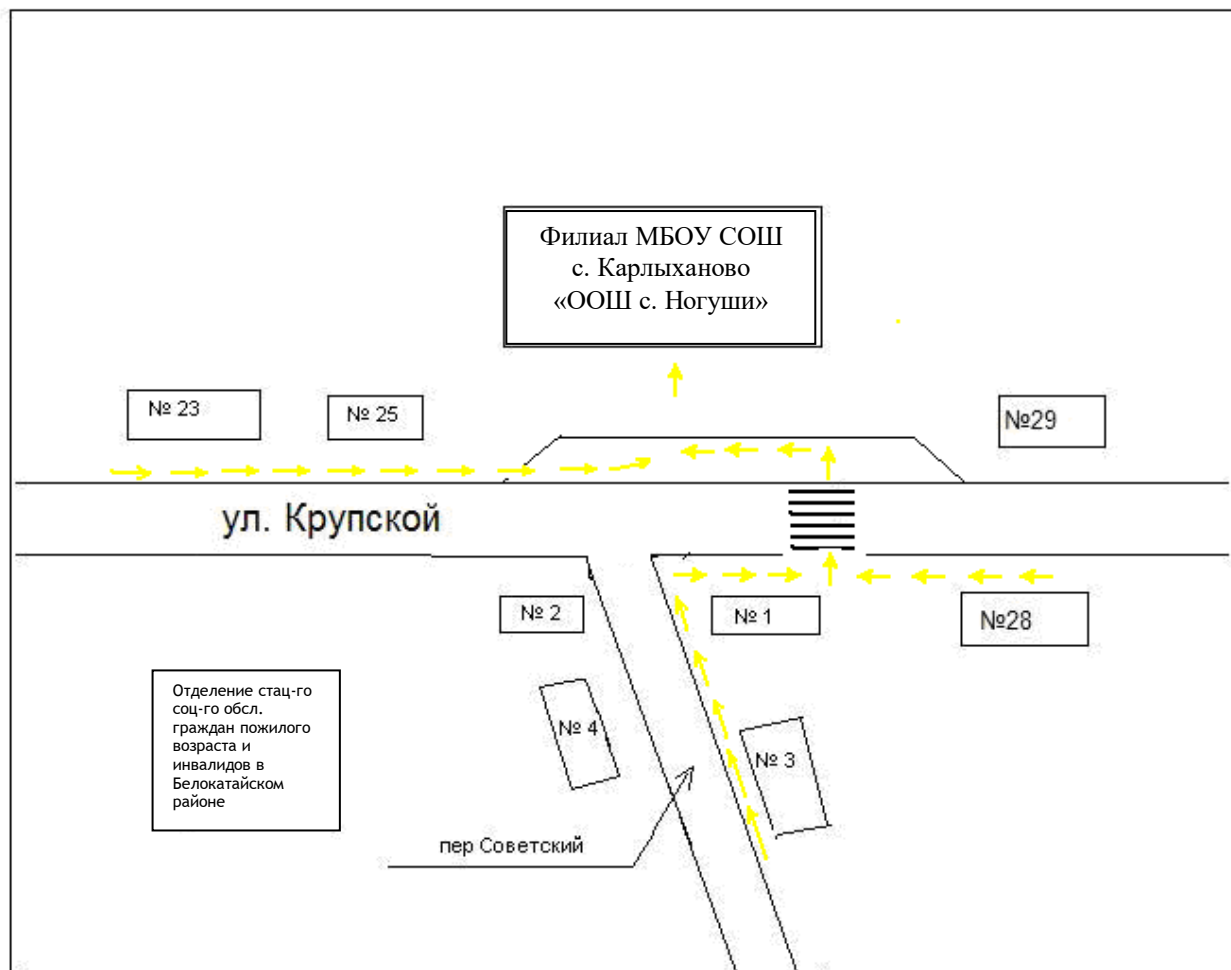 Филиал МБОУ СОШ
с. Карлыханово
«ООШ с. Ногуши»
№ 23
№ 25
№29
ул. Крупской
№ 2
№ 1
№28
Отделение стац-го
соц-го обсл.
граждан пожилого
возраста и
инвалидов в
Белокатайском
районе
№ 4
№ 3
пер Советский